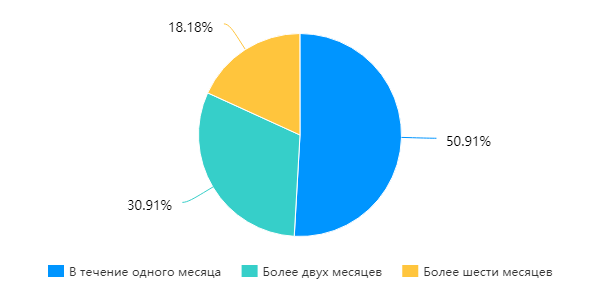 18.18%
50.91%
30.91%
В течение одного месяца
Более двух месяцев
Более шести месяцев